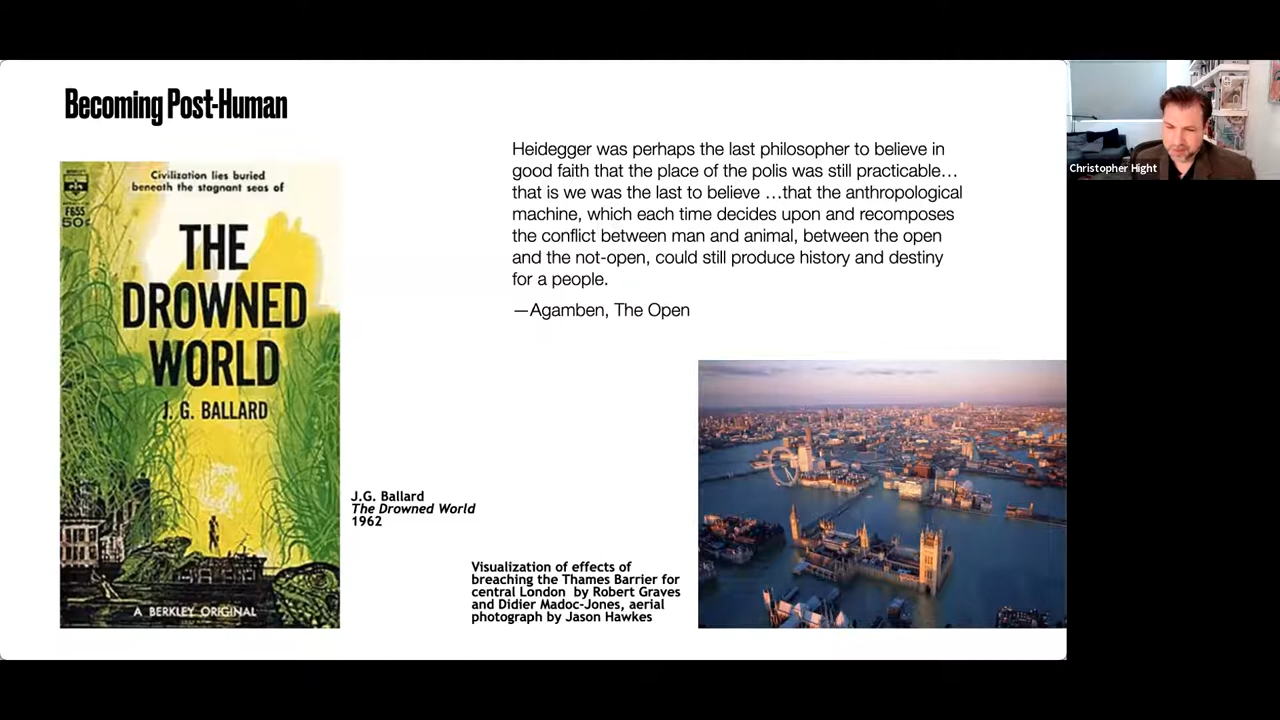 Becoming Post-Human
Civilization lies buried
beneath the stagnant seas of
F655
50¢
THE
DROWNED
WORLD
J. G. BALLARD
A BERKLEY ORIGINAL
J.G. Ballard
The Drowned World
1962
Heidegger was perhaps the last philosopher to believe in
good faith that the place of the polis was still practicable…
that is we was the last to believe …that the anthropological
machine, which each time decides upon and recomposes
the conflict between man and animal, between the open
and the not-open, could still produce history and destiny
for a people.
—Agamben, The Open
Visualization of effects of
breaching the Thames Barrier for
central London by Robert Graves
and Didier Madoc-Jones, aerial
photograph by Jason Hawkes
Christopher Hight